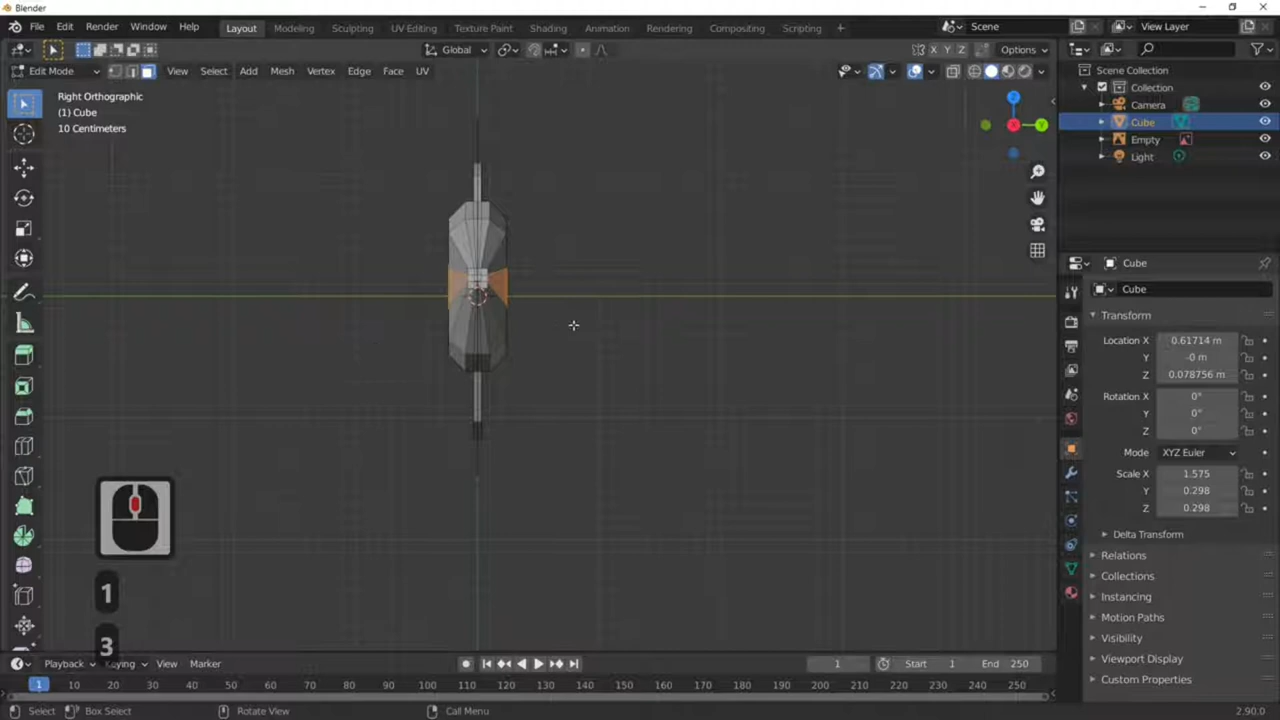 Blender
File Edit Render Window Help Layout Modeling Sculpting UV Editing Texture Paint Shading Animation Rendering Compositing Scripting + Scene View Layer
Global X Y Z Options
Edit Mode View Select Add Mesh Vertex Edge Face UV
Right Orthographic
(1) Cube
10 Centimeters
Z
Y
Scene Collection
Collection
Camera
Cube
Empty
Light
Cube
Cube
Transform
Location X 0.61714 m
Y -0 m
Z 0.078756 m
Rotation X 0°
Y 0°
Z 0°
Mode XYZ Euler
Scale X 1.575
Y 0.298
Z 0.298
Delta Transform
Relations
Collections
Instancing
Motion Paths
Visibility
Viewport Display
Custom Properties
1
3
Playback Keying View Marker 1 Start 1 End 250
1 10 20 30 40 50 60 70 80 90 100 110 120 130 140 150 160 170 180 190 200 210 220 230 240 250
Select Box Select Rotate View Call Menu 2.90.0